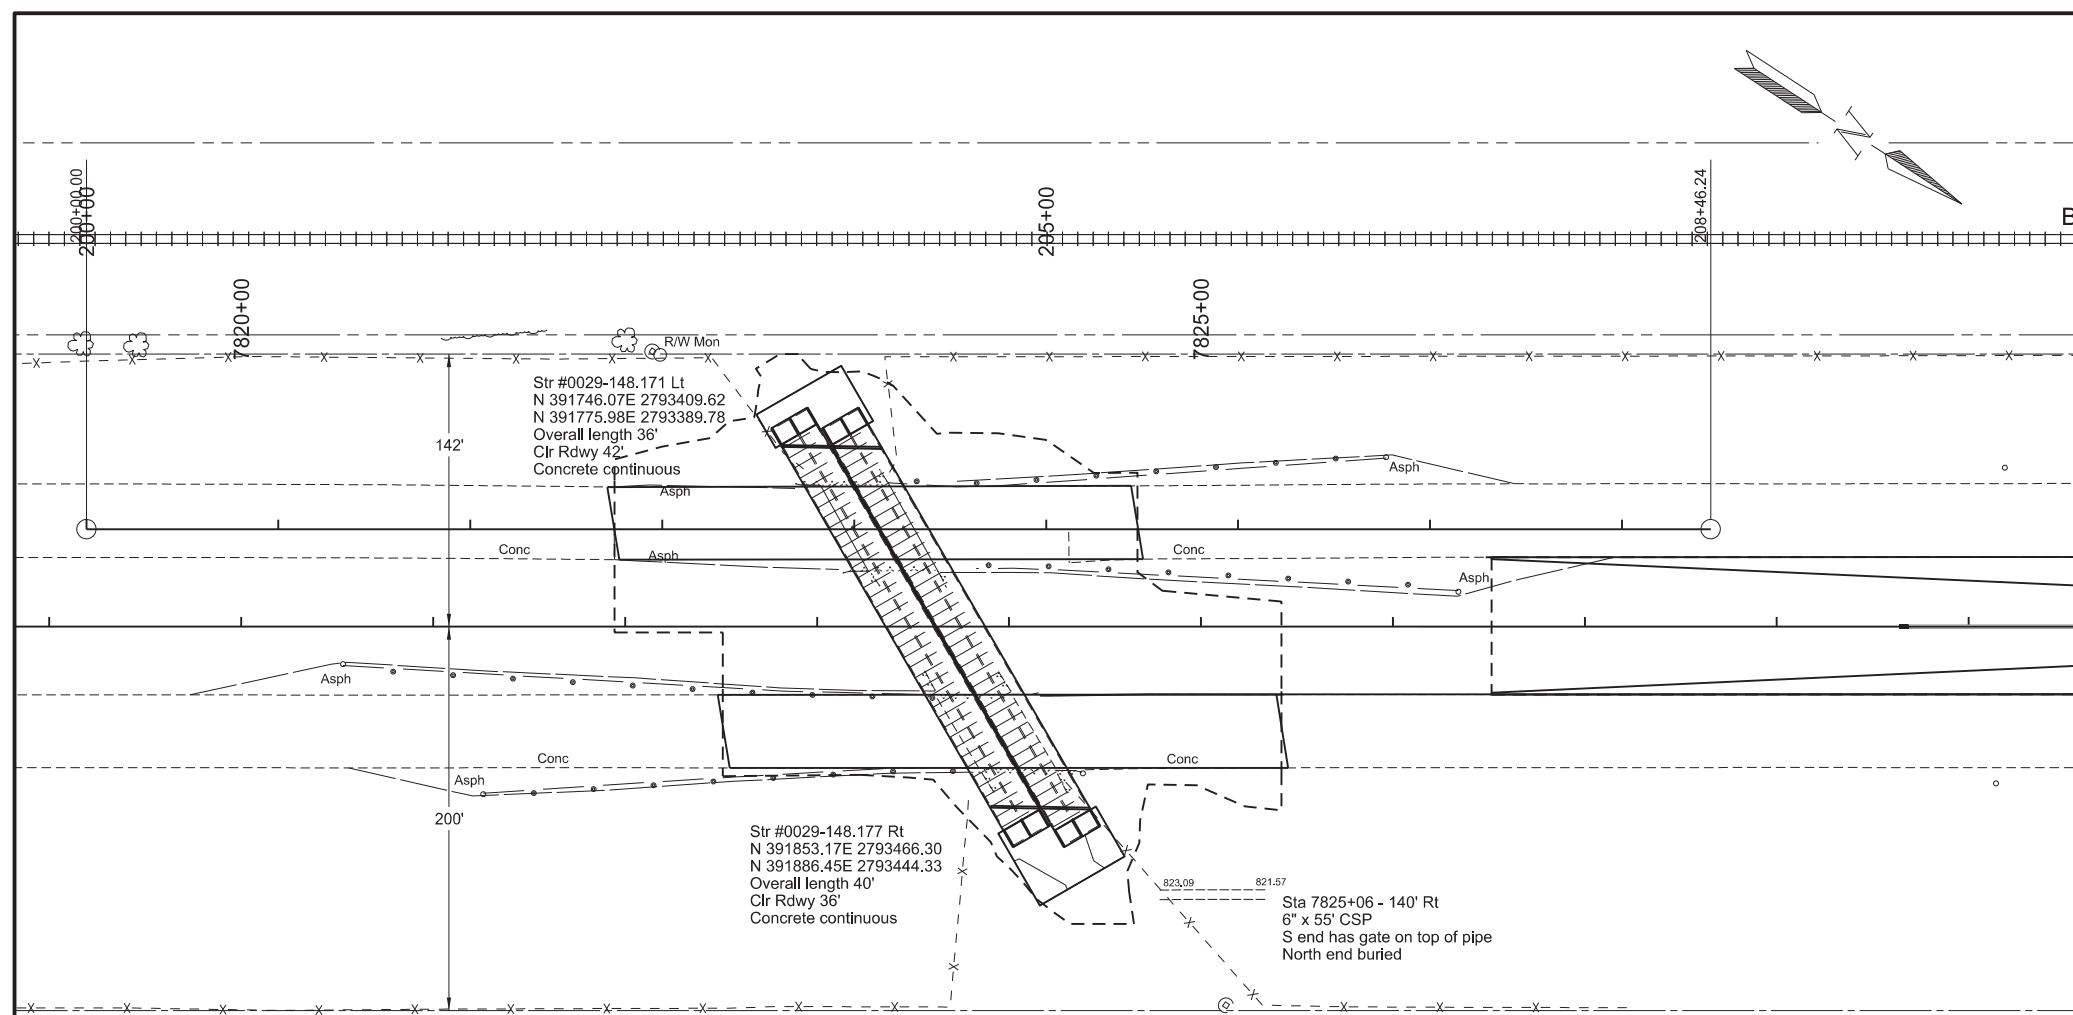 N
200+00.00
200+00
205+00
208+46.24
B
7820+00
7825+00
R/W Mon
Str #0029-148.171 Lt
N 391746.07E 2793409.62
N 391775.98E 2793389.78
Overall length 36'
Clr Rdwy 42'
Concrete continuous
142'
Asph
Asph
Conc
Asph
Conc
Asph
Asph
Conc
Conc
Asph
200'
Str #0029-148.177 Rt
N 391853.17E 2793466.30
N 391886.45E 2793444.33
Overall length 40'
Clr Rdwy 36'
Concrete continuous
823.09
821.57
Sta 7825+06 - 140' Rt
6" x 55' CSP
S end has gate on top of pipe
North end buried